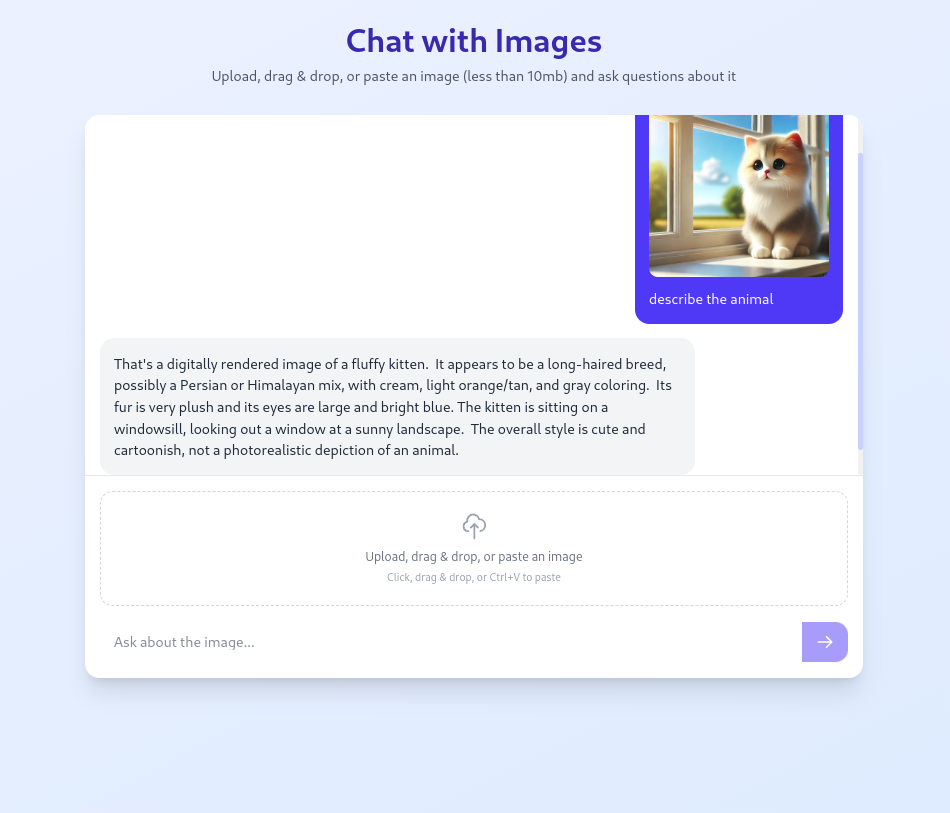 Chat with Images
Upload, drag & drop, or paste an image (less than 10mb) and ask questions about it
describe the animal
That's a digitally rendered image of a fluffy kitten.  It appears to be a long-haired breed,
possibly a Persian or Himalayan mix, with cream, light orange/tan, and gray coloring.  Its
fur is very plush and its eyes are large and bright blue. The kitten is sitting on a
windowsill, looking out a window at a sunny landscape.  The overall style is cute and
cartoonish, not a photorealistic depiction of an animal.
Upload, drag & drop, or paste an image
Click, drag & drop, or Ctrl+V to paste
Ask about the image...